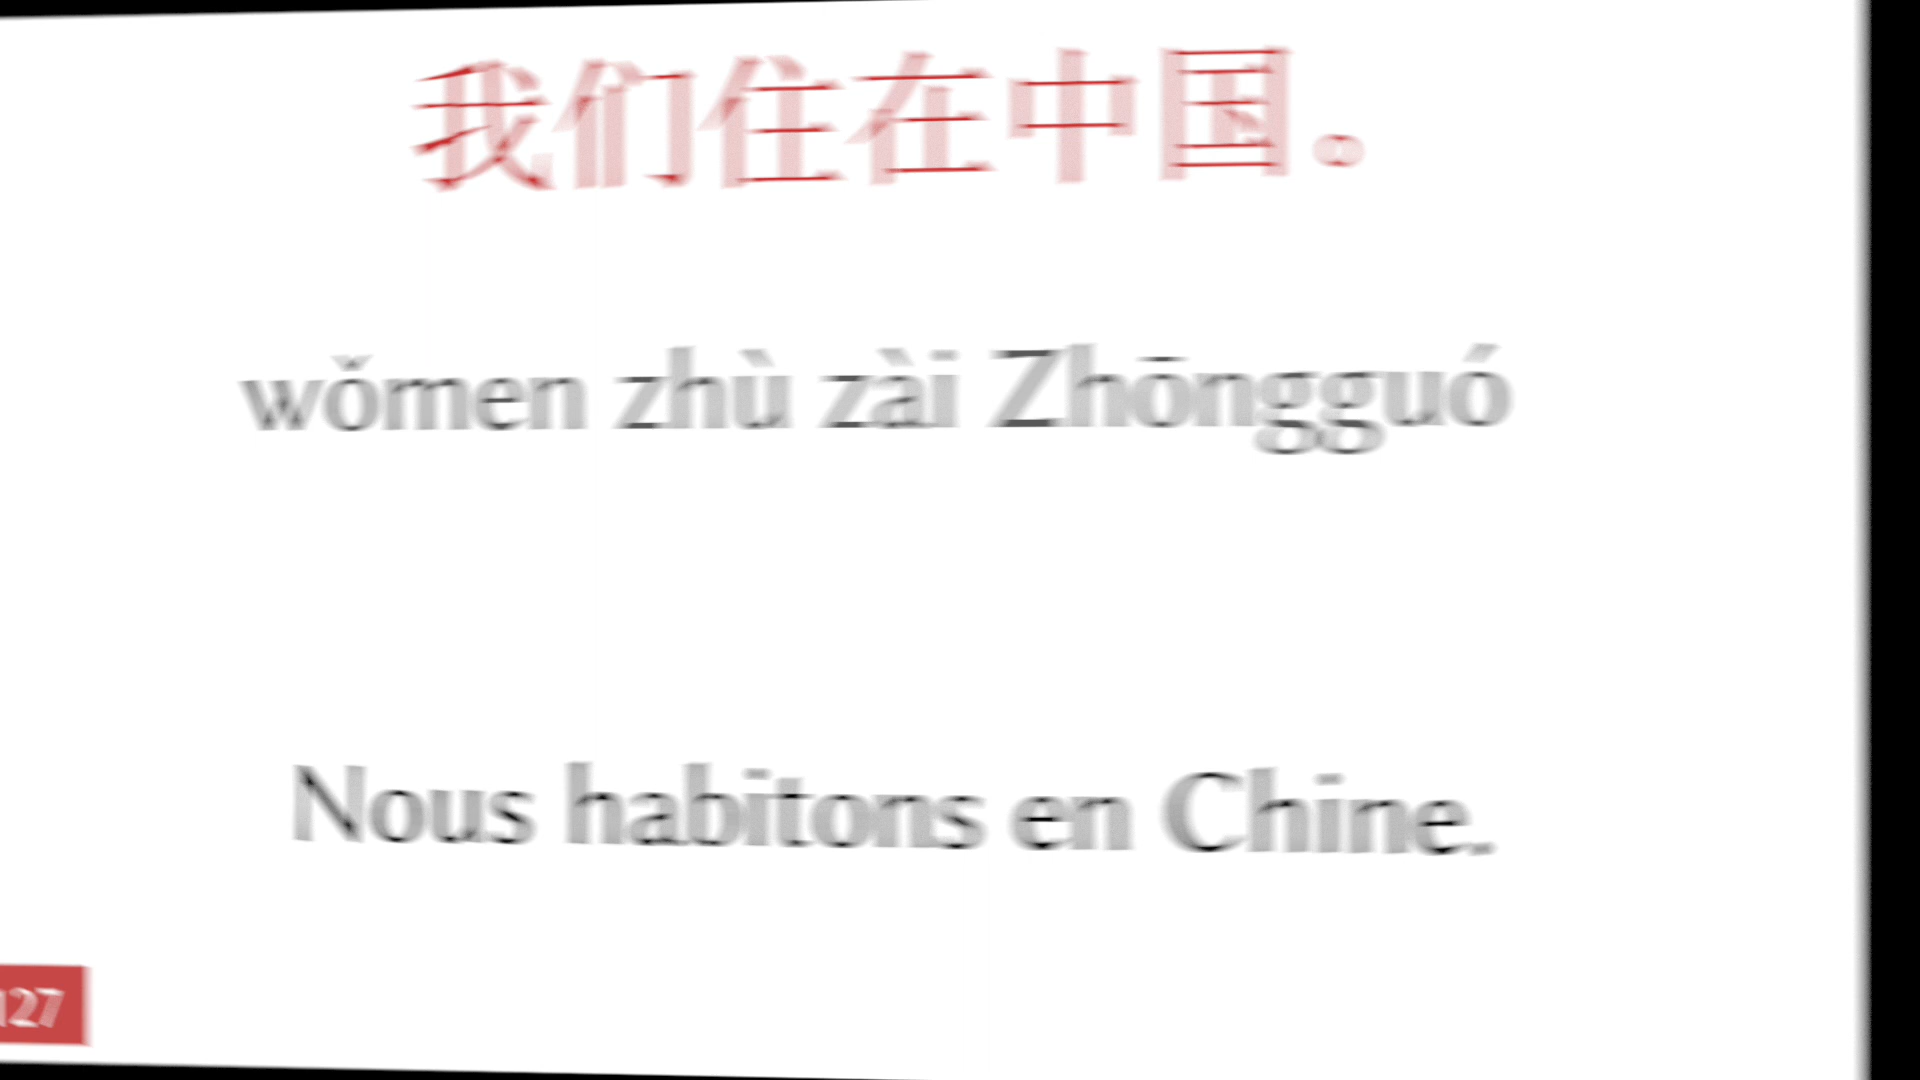 我们住在中国。
wǒmen zhù zài Zhōngguó
Nous habitons en Chine.
127